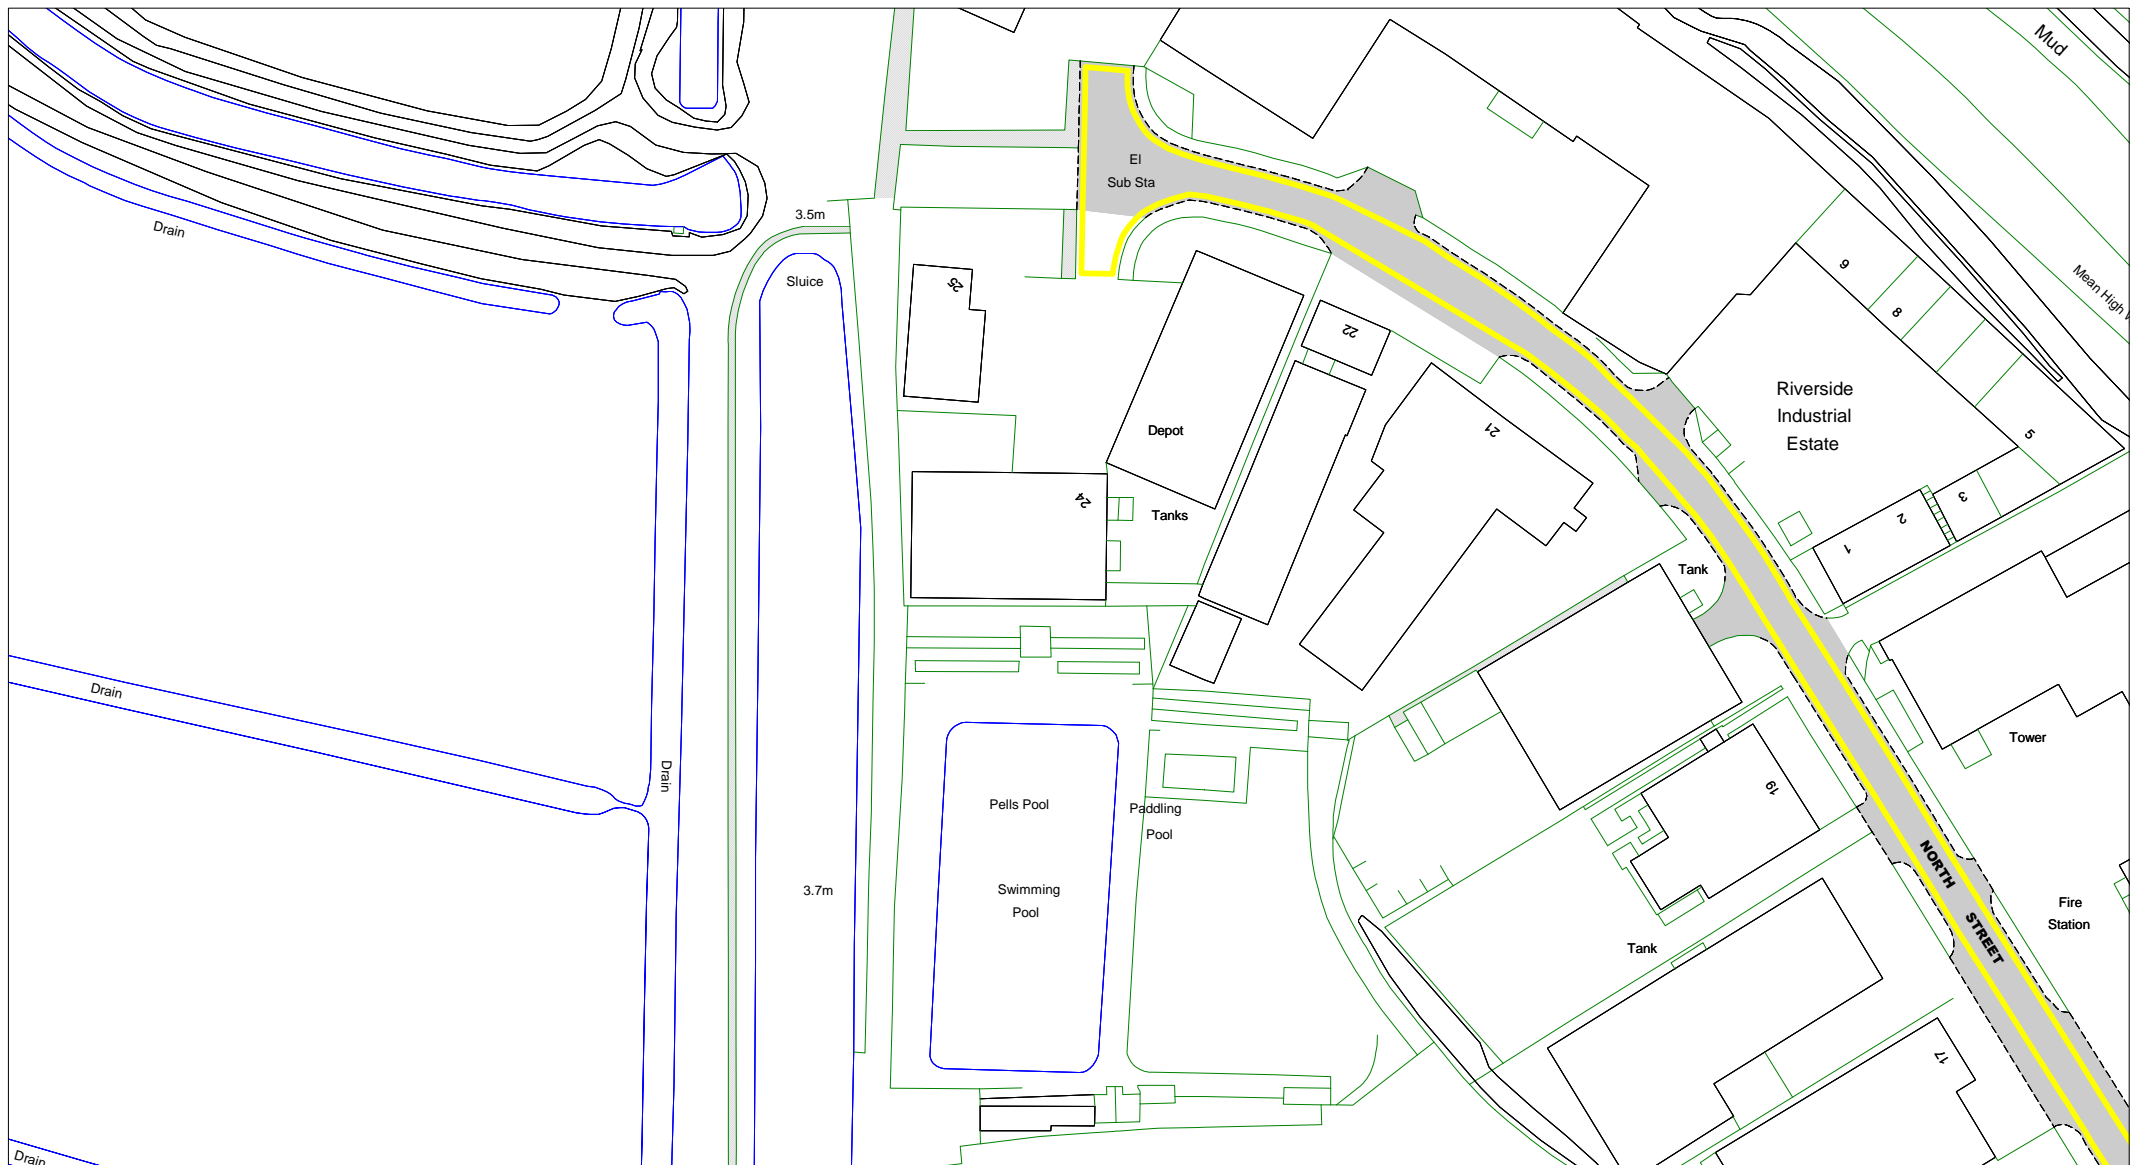 Mud
El
Sub Sta
3.5m
Drain
Sluice
Mean High W
25
22
9
8
Riverside
Industrial
Estate
Depot
21
5
24
Tanks
3
2
1
Tank
Drain
Tower
Drain
19
Pells Pool
Paddling
Pool
3.7m
Swimming
Pool
NORTH
STREET
Fire
Station
Tank
17
Drain